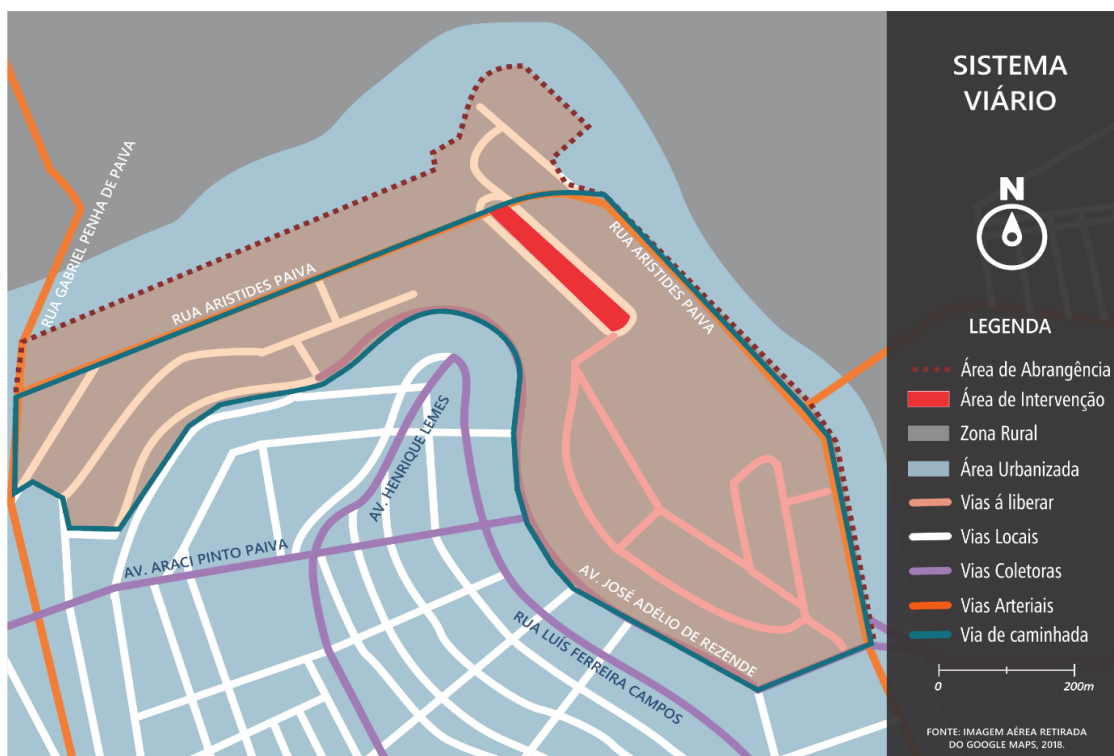 SISTEMA
VIÁRIO
N
LEGENDA
Área de Abrangência
Área de Intervenção
Zona Rural
Área Urbanizada
Vias á liberar
Vias Locais
Vias Coletoras
Vias Arteriais
Via de caminhada
0 200m
FONTE: IMAGEM AÉREA RETIRADA
DO GOOGLE MAPS, 2018.
RUA GABRIEL PENHA DE PAIVA
RUA ARISTIDES PAIVA
RUA ARISTIDES PAIVA
AV. HENRIQUE LEMES
AV. ARACI PINTO PAIVA
AV. JOSÉ ADÉLIO DE REZENDE
RUA LUÍS FERREIRA CAMPOS